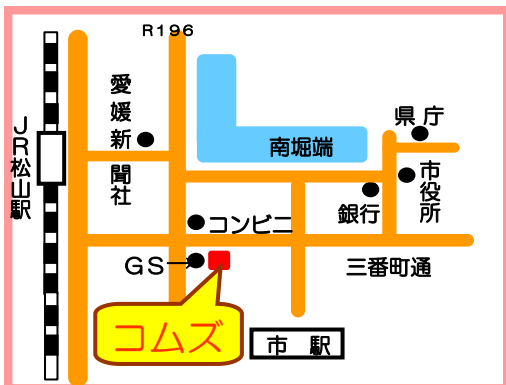 R196
愛媛新
聞社
JR松山駅
南堀端
県庁
市役所
銀行
コンビニ
GS
三番町通
コムズ
市 駅